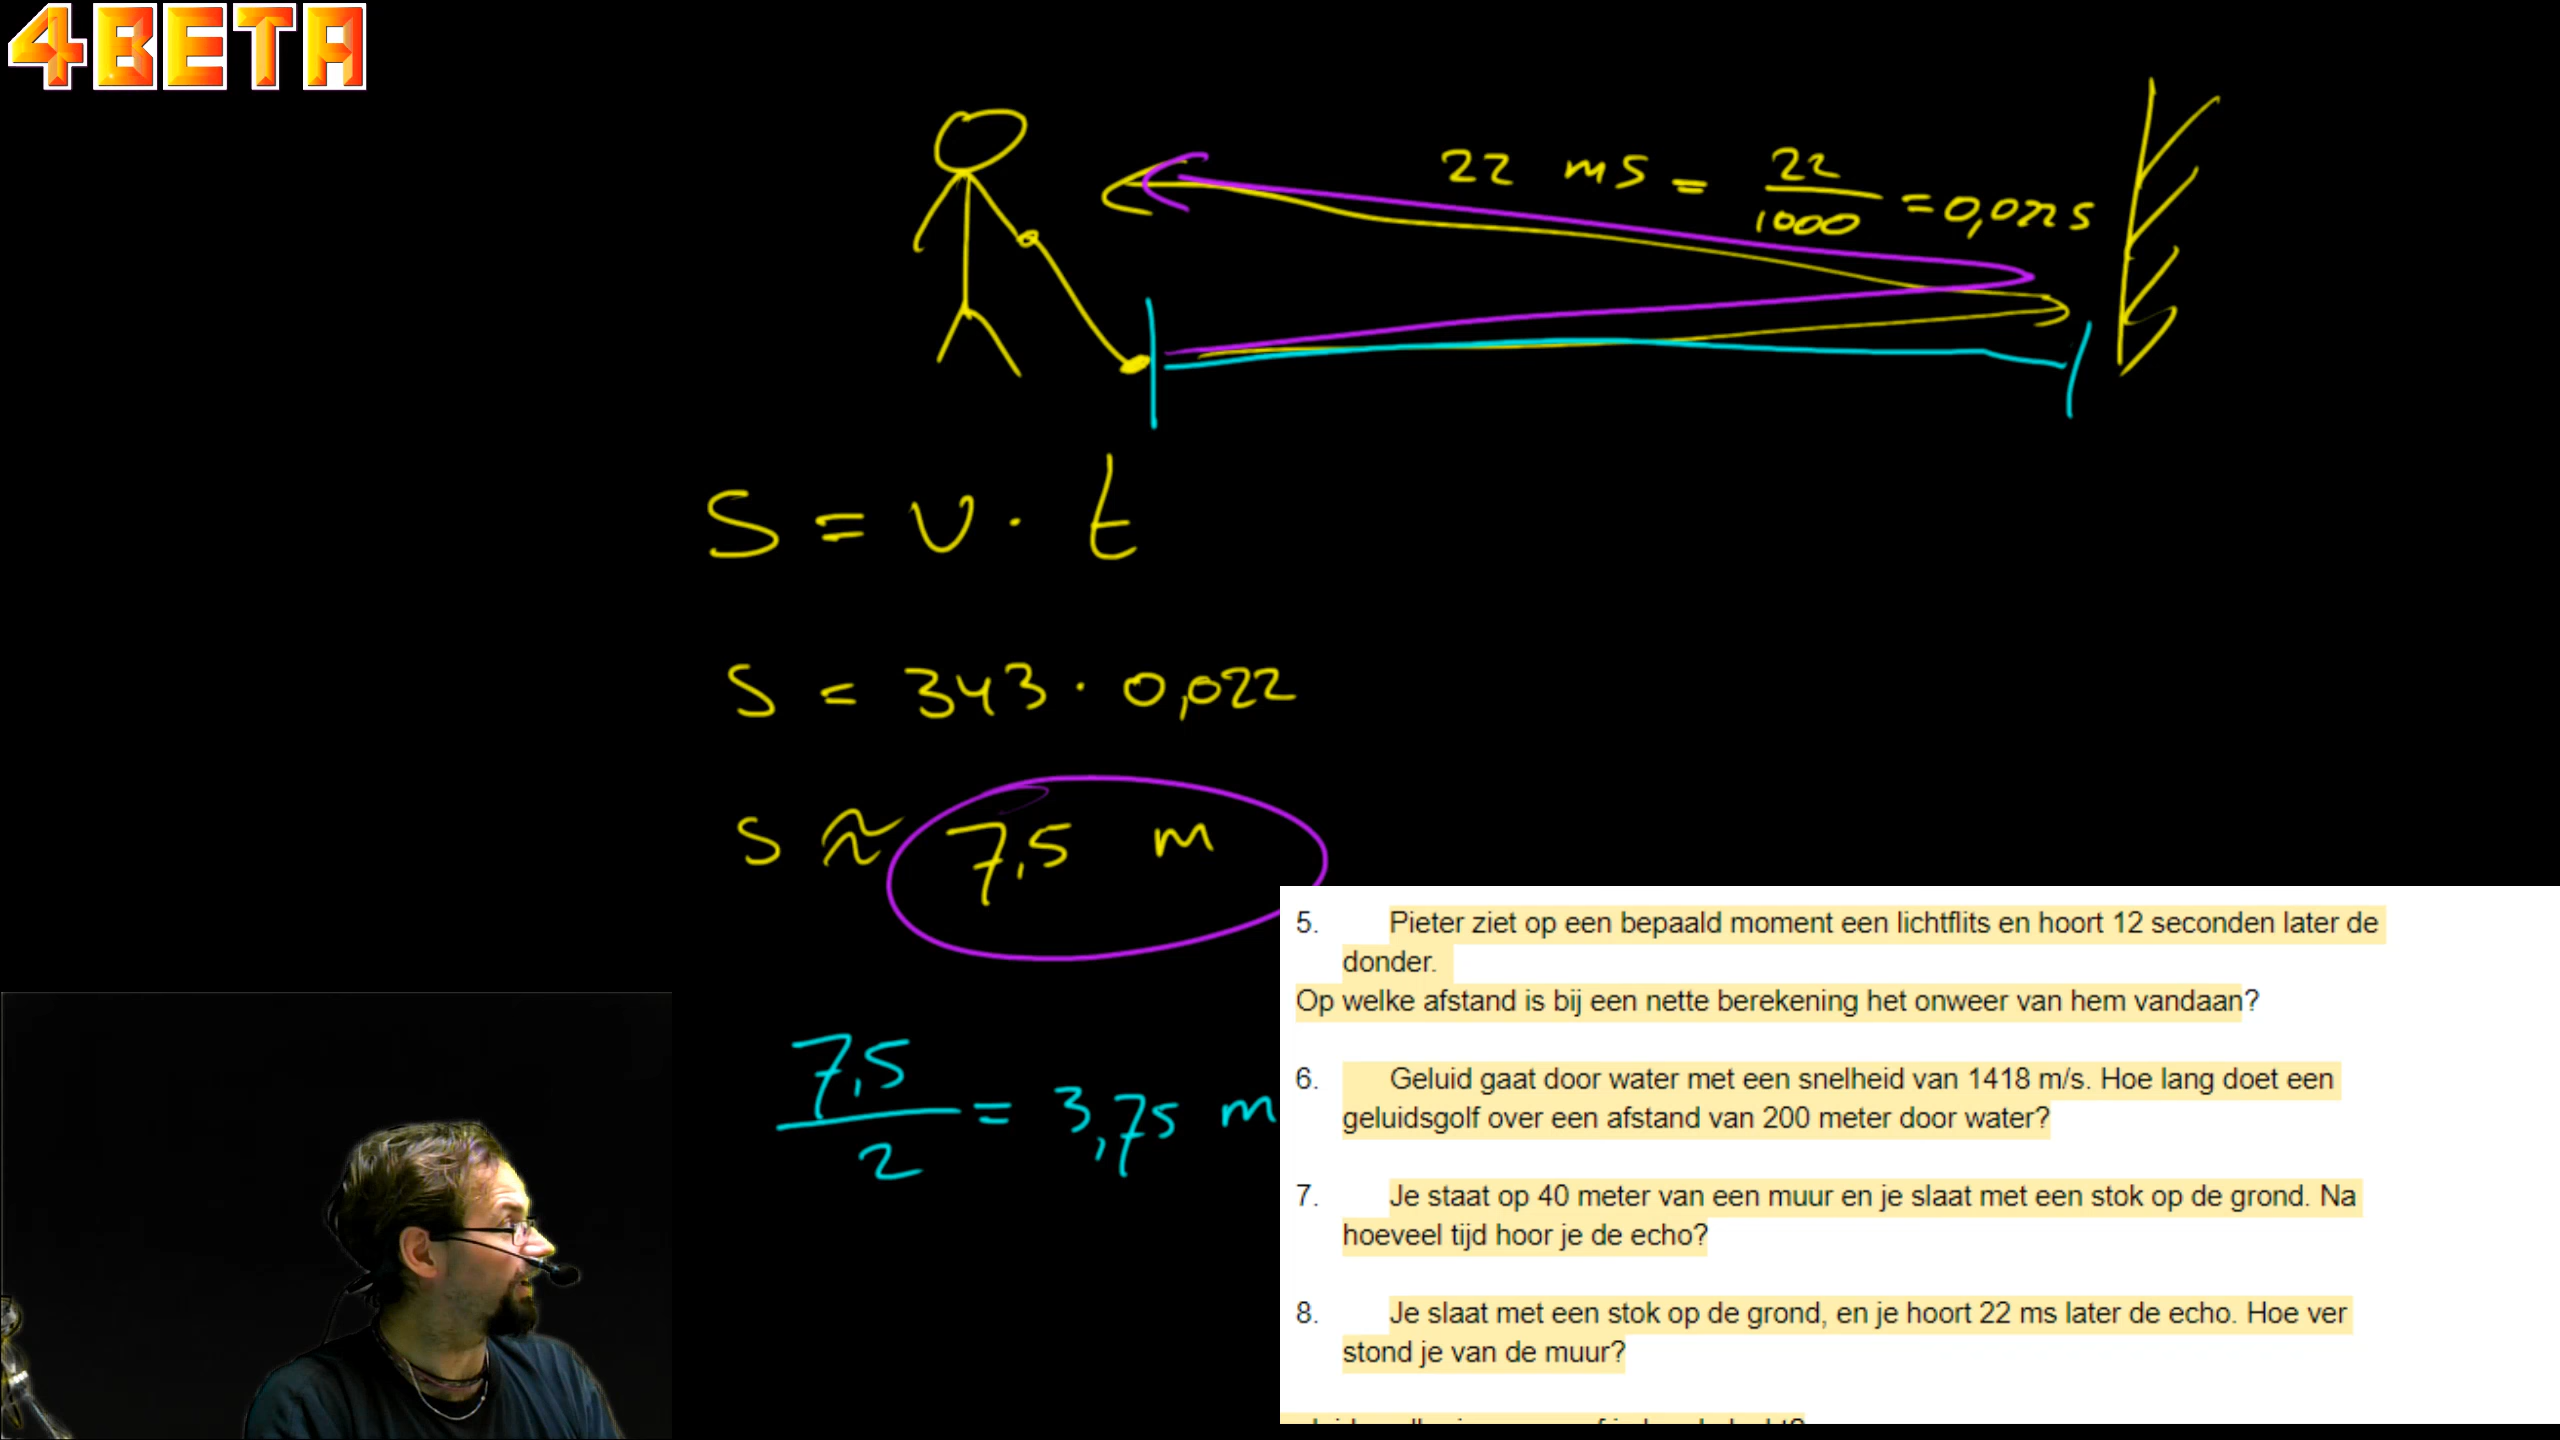 4BETA
22 ms = 22/1000 = 0,022 s
s = v · t
s = 343 · 0,022
s ≈ 7,5 m
7,5/2 = 3,75 m
5. Pieter ziet op een bepaald moment een lichtflits en hoort 12 seconden later de
donder.
Op welke afstand is bij een nette berekening het onweer van hem vandaan?
6. Geluid gaat door water met een snelheid van 1418 m/s. Hoe lang doet een
geluidsgolf over een afstand van 200 meter door water?
7. Je staat op 40 meter van een muur en je slaat met een stok op de grond. Na
hoeveel tijd hoor je de echo?
8. Je slaat met een stok op de grond, en je hoort 22 ms later de echo. Hoe ver
stond je van de muur?